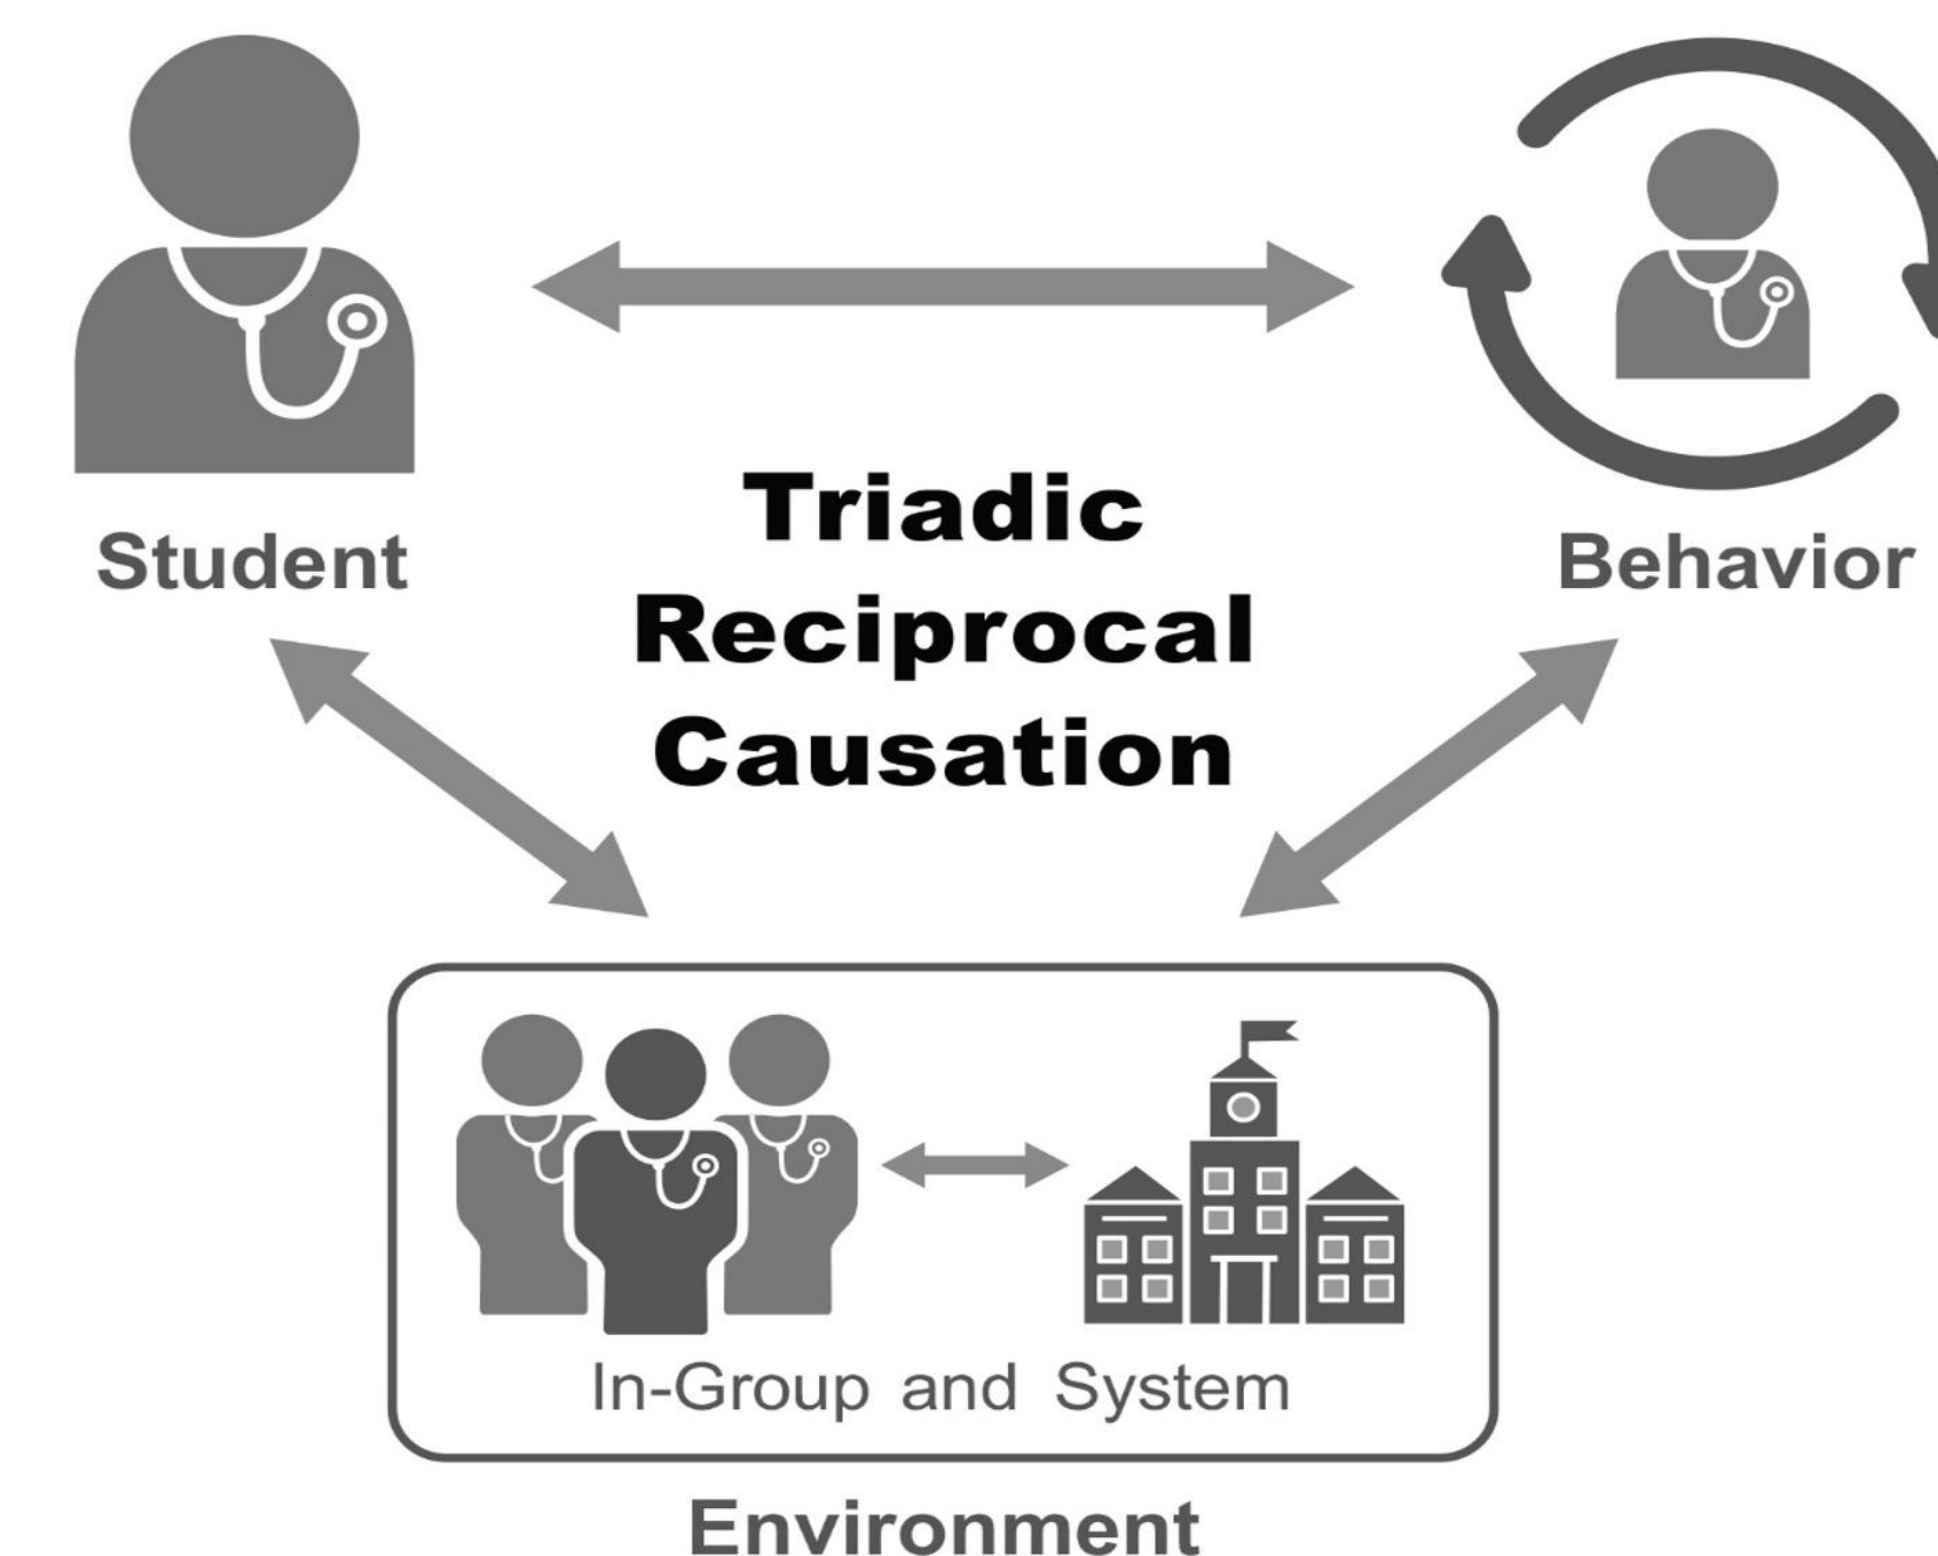 Triadic
Reciprocal
Causation
Student
Behavior
In-Group and System
Environment